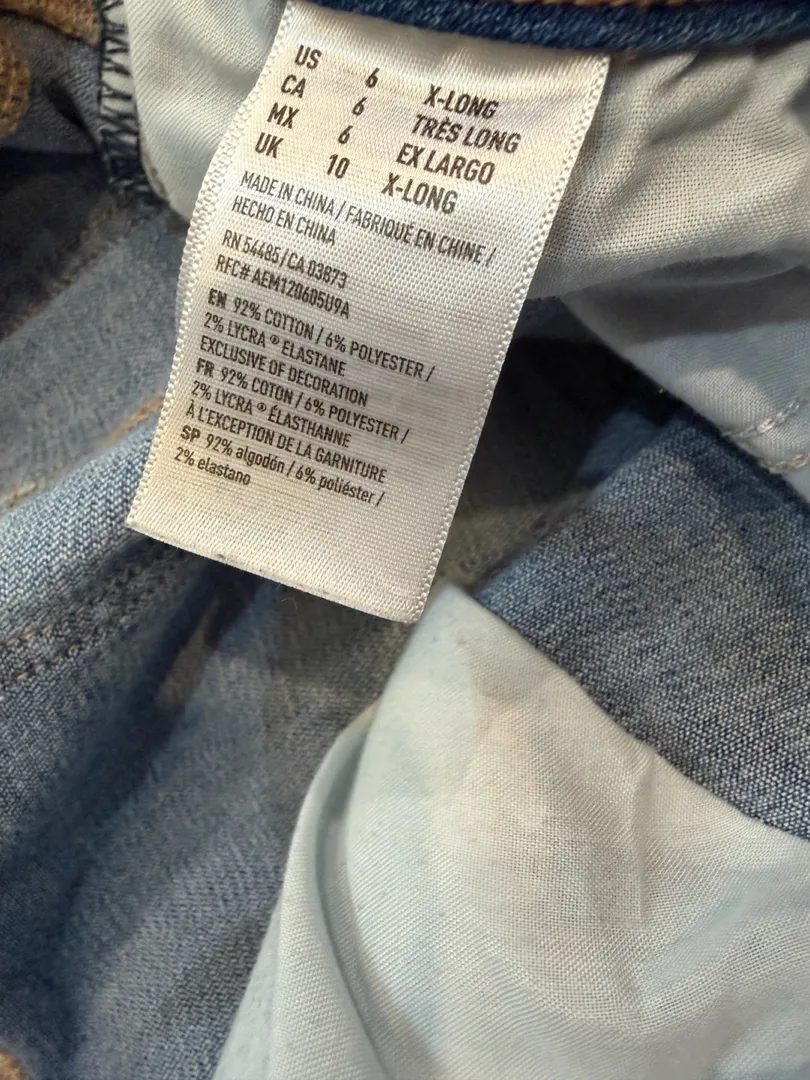 US 6 X-LONG
CA 6 TRÈS LONG
MX 6 EX LARGO
UK 10 X-LONG
MADE IN CHINA / FABRIQUÉ EN CHINE /
HECHO EN CHINA
RN 54485/CA 03873
RFC# AEM120605U9A
EN 92% COTTON / 6% POLYESTER /
2% LYCRA ® ELASTANE
EXCLUSIVE OF DECORATION
FR 92% COTON / 6% POLYESTER /
2% LYCRA ® ÉLASTHANNE
À L'EXCEPTION DE LA GARNITURE
SP 92% algodón / 6% poliéster /
2% elastano